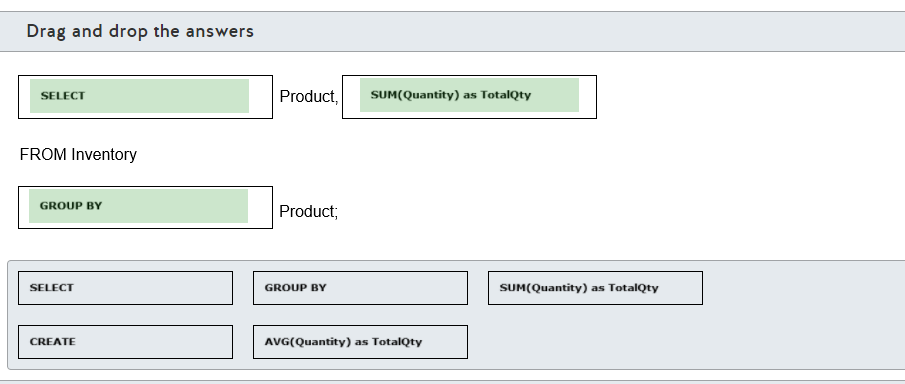 Drag and drop the answers
SELECT Product, SUM(Quantity) as TotalQty
FROM Inventory
GROUP BY Product;
SELECT GROUP BY SUM(Quantity) as TotalQty
CREATE AVG(Quantity) as TotalQty